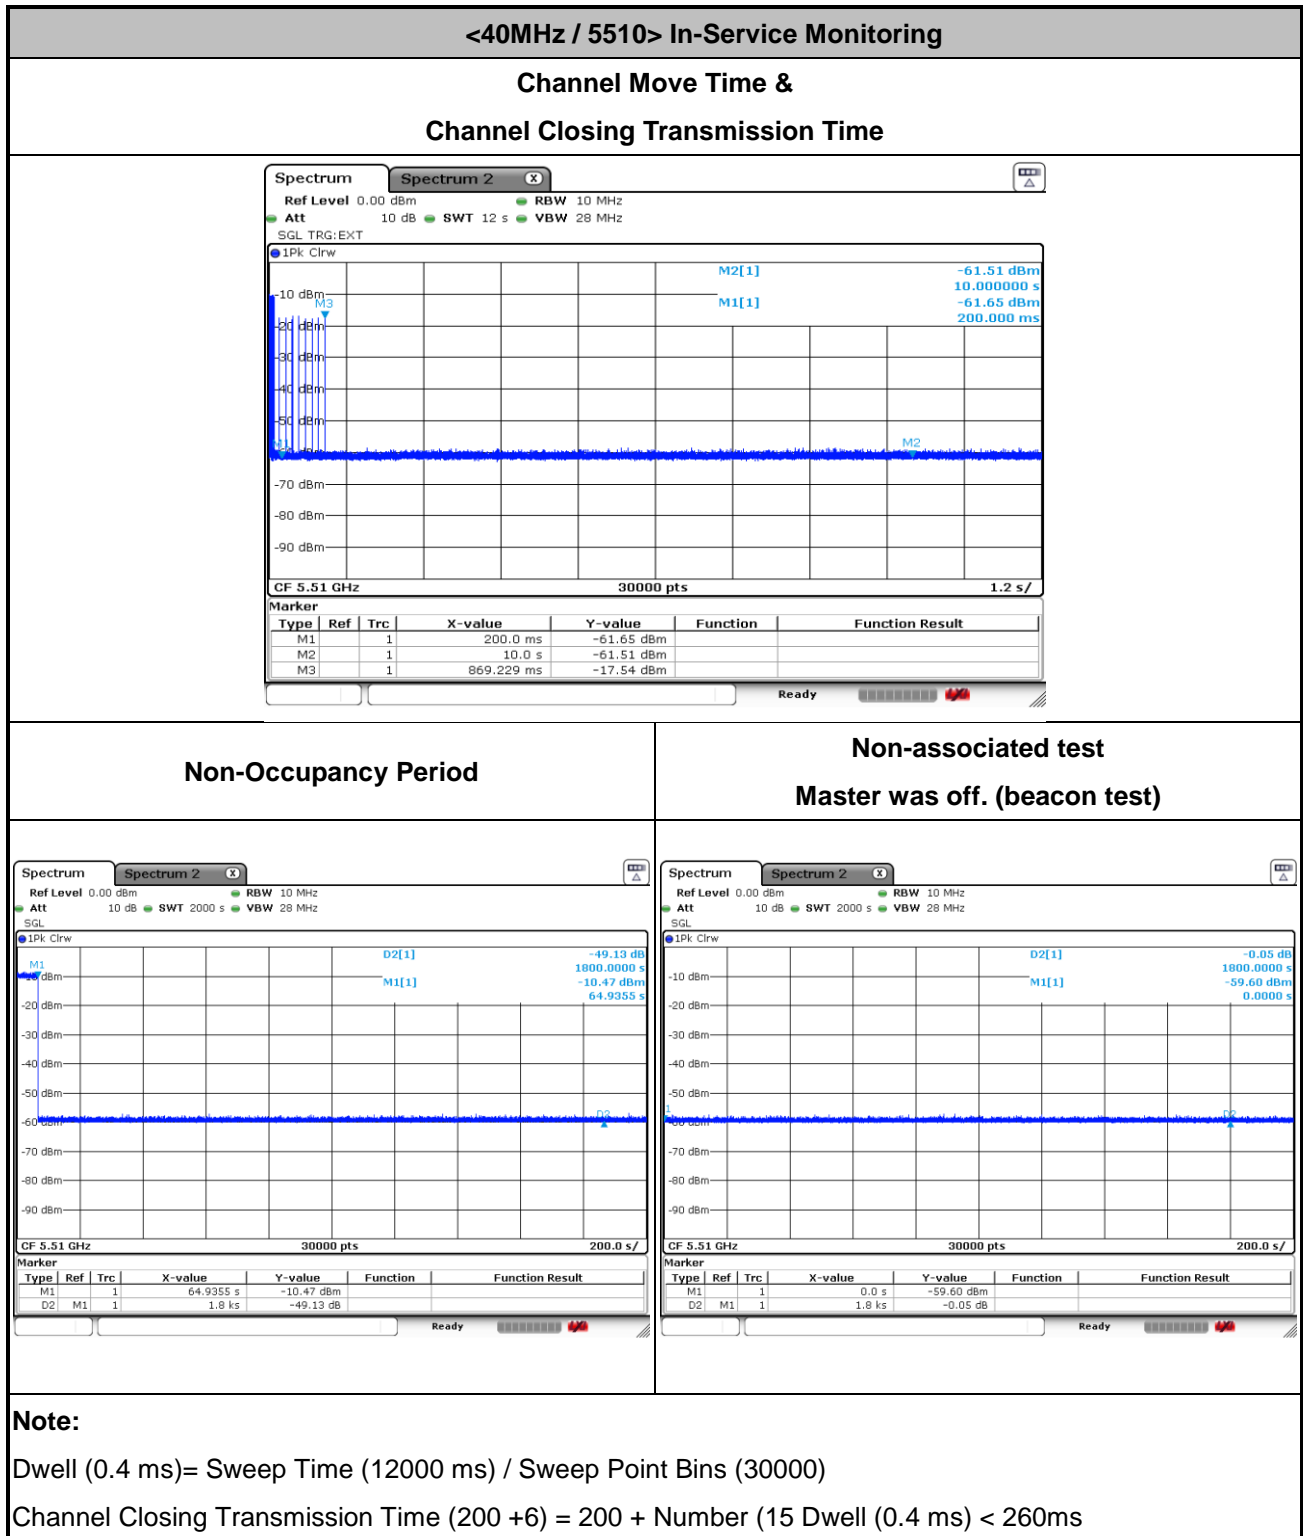 <40MHz / 5510> In-Service Monitoring
Channel Move Time &
Channel Closing Transmission Time
Spectrum Spectrum 2 X
Ref Level 0.00 dBm RBW 10 MHz
Att 10 dB SWT 12 s VBW 28 MHz
SGL TRG:EXT
1Pk Clrw
M2[1] -61.51 dBm
10.000000 s
-10 dBm M1[1] -61.65 dBm
M3 200.000 ms
-20 dBm
-30 dBm
-40 dBm
-50 dBm
M1 M2
-60 dBm
-70 dBm
-80 dBm
-90 dBm
CF 5.51 GHz 30000 pts 1.2 s/
Marker
Type Ref Trc X-value Y-value Function Function Result
M1 1 200.0 ms -61.65 dBm
M2 1 10.0 s -61.51 dBm
M3 1 869.229 ms -17.54 dBm
Ready
Non-Occupancy Period
Non-associated test
Master was off. (beacon test)
Spectrum Spectrum 2 X
Ref Level 0.00 dBm RBW 10 MHz
Att 10 dB SWT 2000 s VBW 28 MHz
SGL
1Pk Clrw
D2[1] -49.13 dB
M1 1800.0000 s
-10 dBm M1[1] -10.47 dBm
64.9355 s
-20 dBm
-30 dBm
-40 dBm
-50 dBm
D2
-60 dBm
-70 dBm
-80 dBm
-90 dBm
CF 5.51 GHz 30000 pts 200.0 s/
Marker
Type Ref Trc X-value Y-value Function Function Result
M1 1 64.9355 s -10.47 dBm
D2 M1 1 1.8 ks -49.13 dB
Ready
Spectrum Spectrum 2 X
Ref Level 0.00 dBm RBW 10 MHz
Att 10 dB SWT 2000 s VBW 28 MHz
SGL
1Pk Clrw
D2[1] -0.05 dB
1800.0000 s
-10 dBm M1[1] -59.60 dBm
0.0000 s
-20 dBm
-30 dBm
-40 dBm
-50 dBm
1 D2
-60 dBm
-70 dBm
-80 dBm
-90 dBm
CF 5.51 GHz 30000 pts 200.0 s/
Marker
Type Ref Trc X-value Y-value Function Function Result
M1 1 0.0 s -59.60 dBm
D2 M1 1 1.8 ks -0.05 dB
Ready
Note:
Dwell (0.4 ms)= Sweep Time (12000 ms) / Sweep Point Bins (30000)
Channel Closing Transmission Time (200 +6) = 200 + Number (15 Dwell (0.4 ms) < 260ms